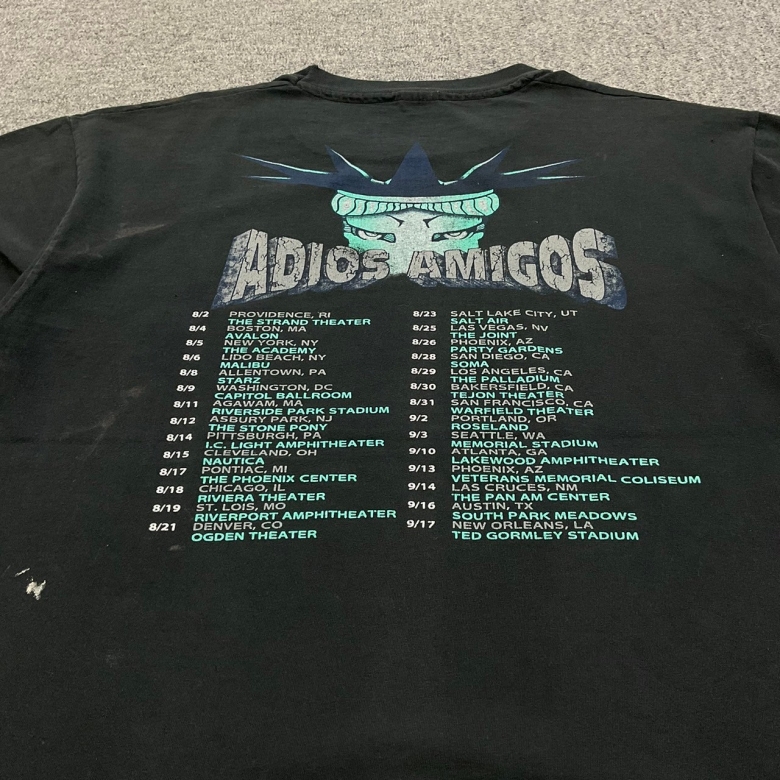 ADIOS AMIGOS
8/2 PROVIDENCE, RI
THE STRAND THEATER
8/4 BOSTON, MA
AVALON
8/5 NEW YORK, NY
THE ACADEMY
8/6 LIDO BEACH, NY
MALIBU
8/8 ALLENTOWN, PA
STARZ
8/9 WASHINGTON, DC
CAPITOL BALLROOM
8/11 AGAWAM, MA
RIVERSIDE PARK STADIUM
8/12 ASBURY PARK, NJ
THE STONE PONY
8/14 PITTSBURGH, PA
I.C. LIGHT AMPHITHEATER
8/15 CLEVELAND, OH
NAUTICA
8/17 PONTIAC, MI
THE PHOENIX CENTER
8/18 CHICAGO, IL
RIVIERA THEATER
8/19 ST. LOIS, MO
RIVERPORT AMPHITHEATER
8/21 DENVER, CO
OGDEN THEATER
8/23 SALT LAKE CITY, UT
SALT AIR
8/25 LAS VEGAS, NV
THE JOINT
8/26 PHOENIX, AZ
PARTY GARDENS
8/28 SAN DIEGO, CA
SOMA
8/29 LOS ANGELES, CA
THE PALLADIUM
8/30 BAKERSFIELD, CA
TEJON THEATER
8/31 SAN FRANCISCO, CA
WARFIELD THEATER
9/2 PORTLAND, OR
ROSELAND
9/3 SEATTLE, WA
MEMORIAL STADIUM
9/10 ATLANTA, GA
LAKEWOOD AMPHITHEATER
9/13 PHOENIX, AZ
VETERANS MEMORIAL COLISEUM
9/14 LAS CRUCES, NM
THE PAN AM CENTER
9/16 AUSTIN, TX
SOUTH PARK MEADOWS
9/17 NEW ORLEANS, LA
TED GORMLEY STADIUM